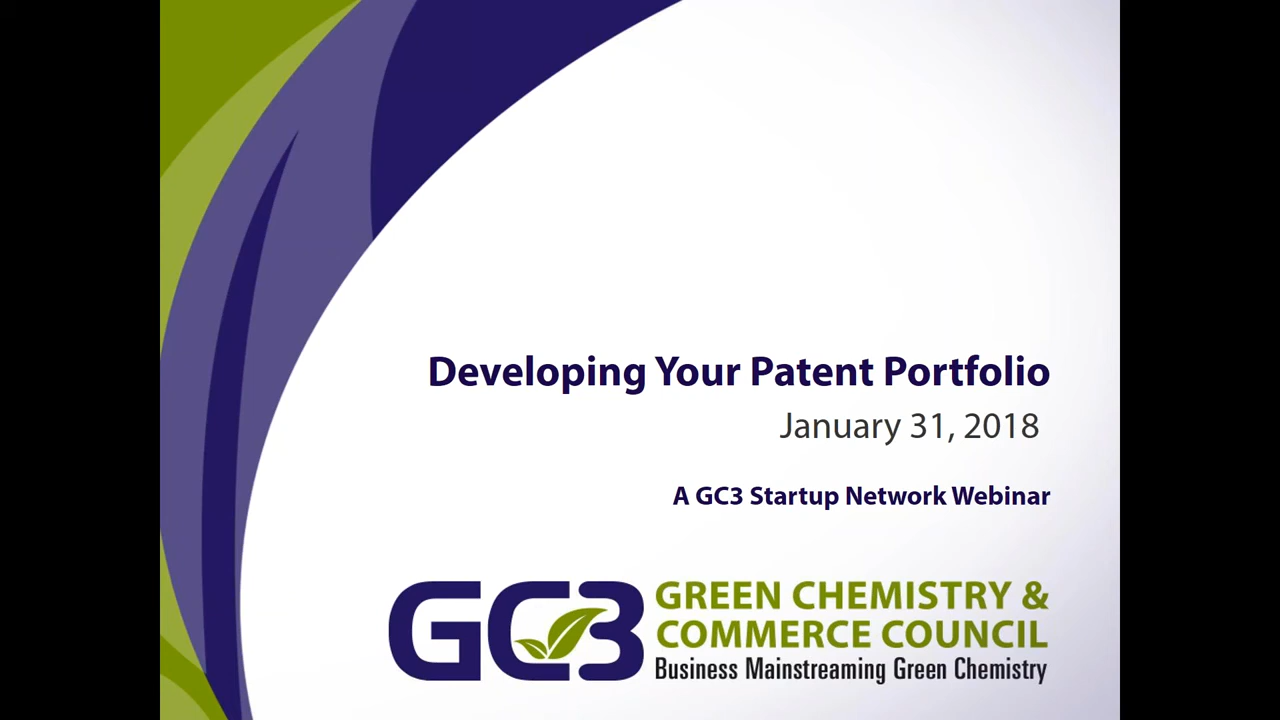 Developing Your Patent Portfolio
January 31, 2018
A GC3 Startup Network Webinar
GC3
GREEN CHEMISTRY &
COMMERCE COUNCIL
Business Mainstreaming Green Chemistry